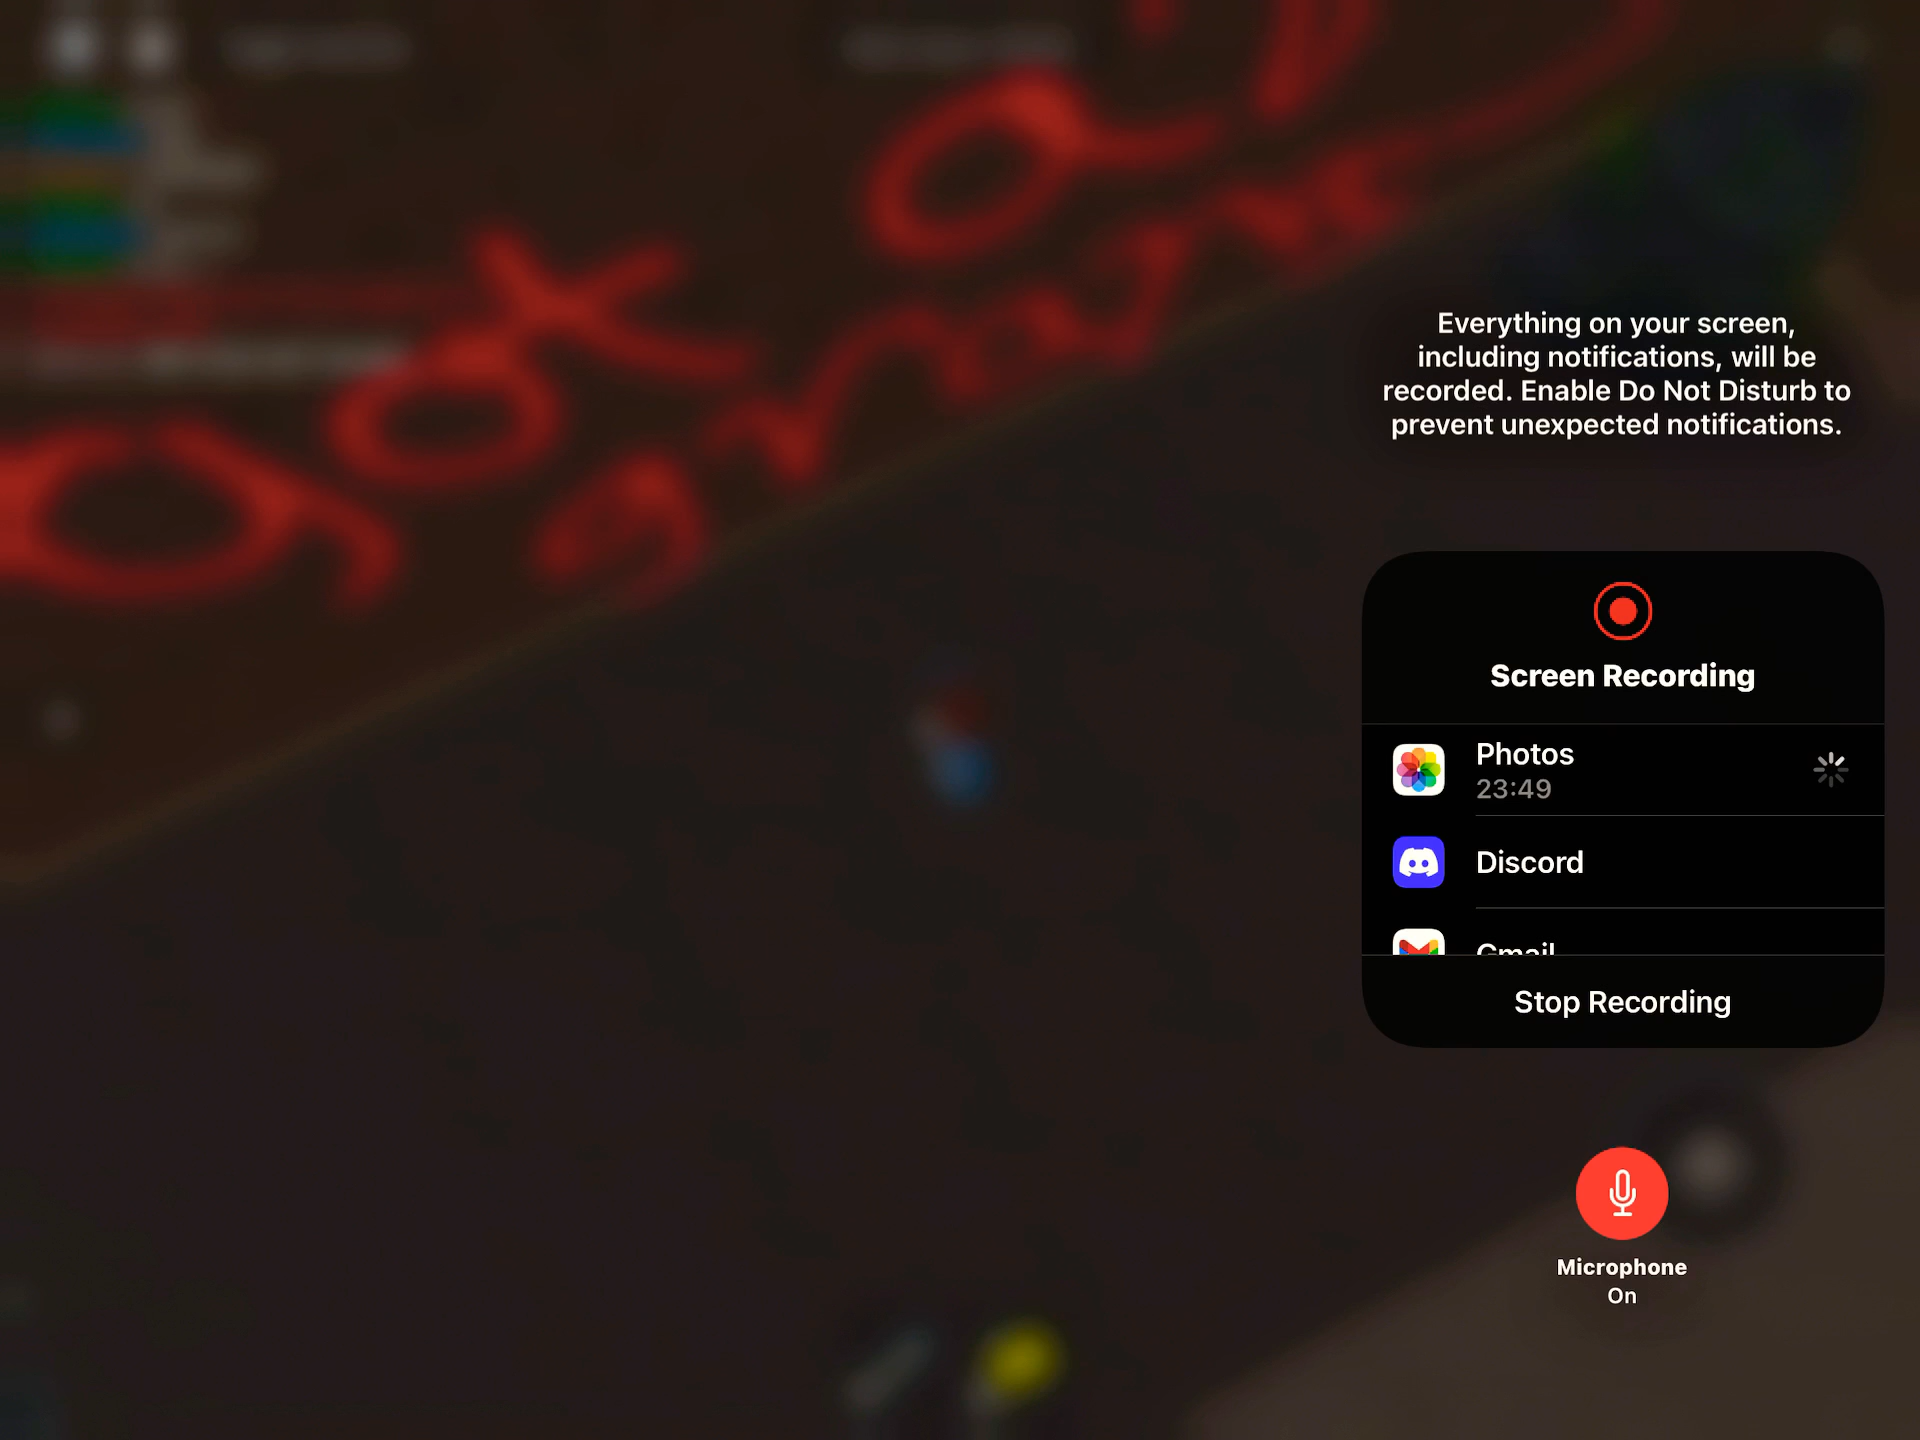 Everything on your screen,
including notifications, will be
recorded. Enable Do Not Disturb to
prevent unexpected notifications.
Screen Recording
Photos
23:49
Discord
Gmail
Stop Recording
Microphone
On